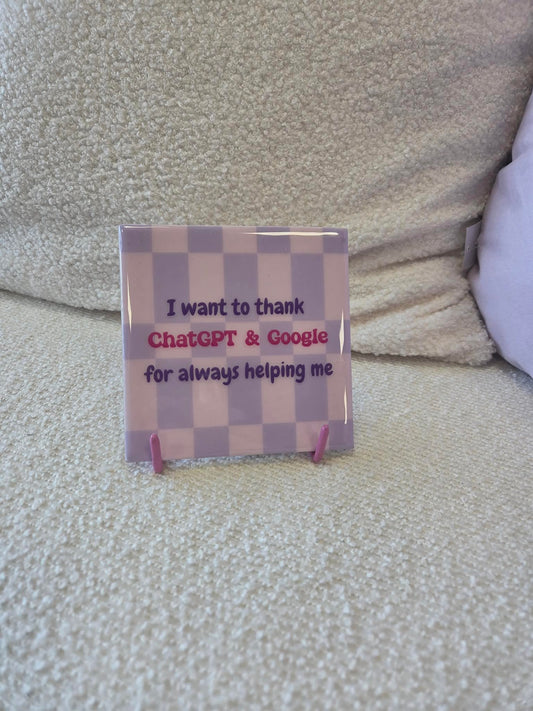 I want to thank
ChatGPT & Google
for always helping me